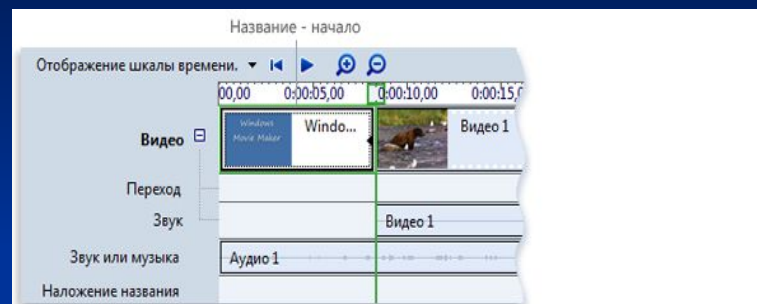 Название - начало
Отображение шкалы времени.
00,00 0:00:05,00 0:00:10,00 0:00:15,
Видео
Windows
Movie Maker
Windo...
Видео 1
Переход
Звук
Видео 1
Звук или музыка
Аудио 1
Наложение названия